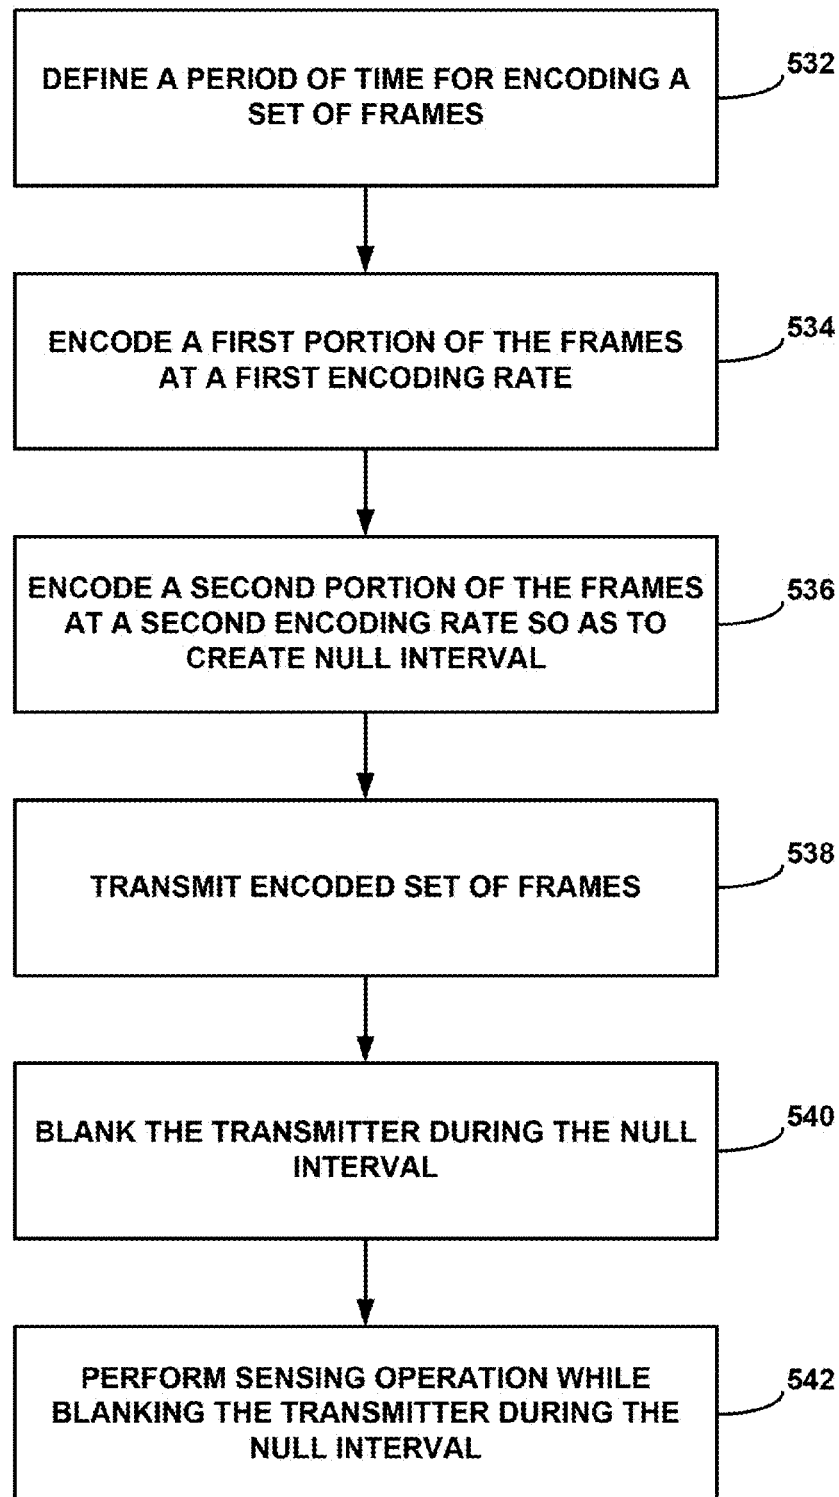 DEFINE A PERIOD OF TIME FOR ENCODING A
SET OF FRAMES
532
ENCODE A FIRST PORTION OF THE FRAMES
AT A FIRST ENCODING RATE
534
ENCODE A SECOND PORTION OF THE FRAMES
AT A SECOND ENCODING RATE SO AS TO
CREATE NULL INTERVAL
536
TRANSMIT ENCODED SET OF FRAMES
538
BLANK THE TRANSMITTER DURING THE NULL
INTERVAL
540
PERFORM SENSING OPERATION WHILE
BLANKING THE TRANSMITTER DURING THE
NULL INTERVAL
542